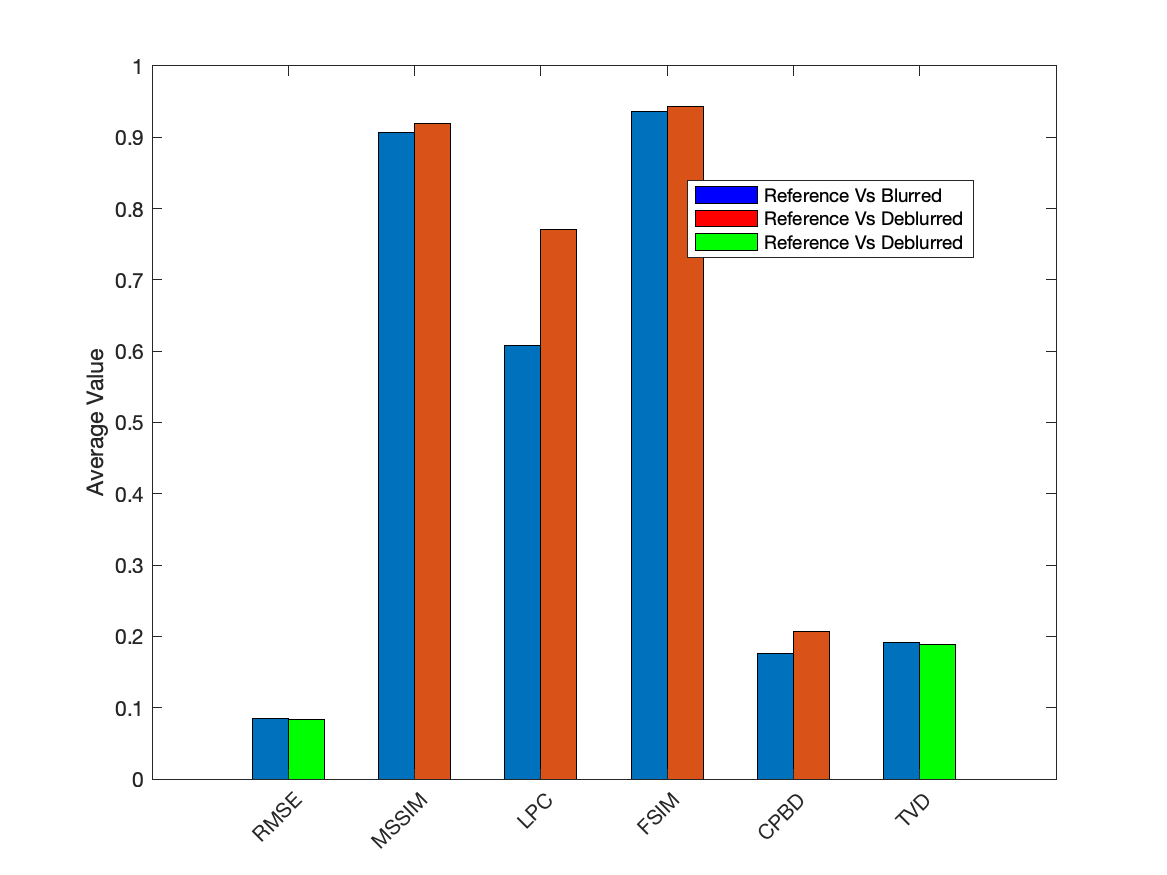 1
0.9
0.8
0.7
0.6
0.5
0.4
0.3
0.2
0.1
0
Average Value
Reference Vs Blurred
Reference Vs Deblurred
Reference Vs Deblurred
RMSE
MSSIM
LPC
FSIM
CPBD
TVD